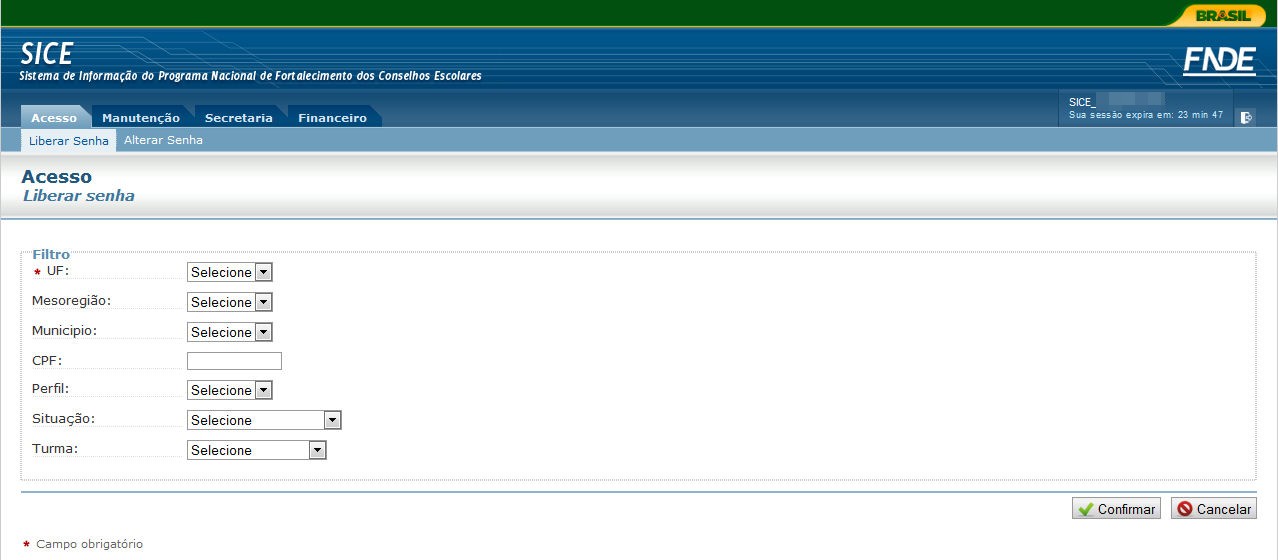 BRASIL
SICE
Sistema de Informação do Programa Nacional de Fortalecimento dos Conselhos Escolares
FNDE
SICE_
Sua sessão expira em: 23 min 47
Acesso Manutenção Secretaria Financeiro
Liberar Senha Alterar Senha
Acesso
Liberar senha
Filtro
* UF: Selecione
Mesoregião: Selecione
Municipio: Selecione
CPF:
Perfil: Selecione
Situação: Selecione
Turma: Selecione
Confirmar Cancelar
* Campo obrigatório